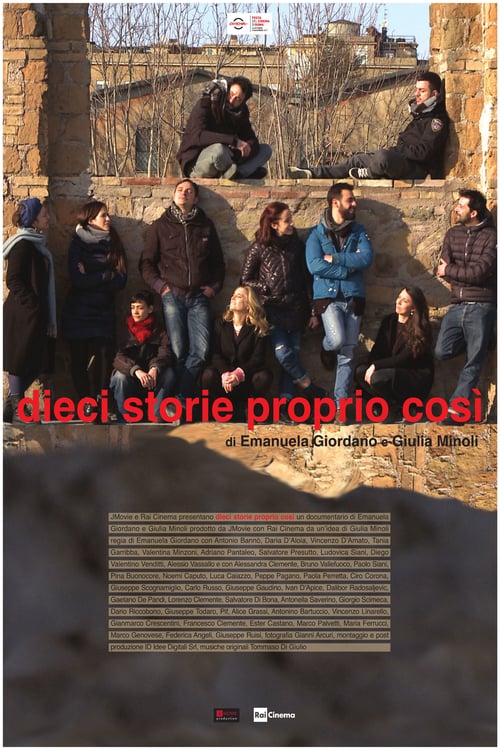 FESTA
DEL CINEMA
DI ROMA
dieci storie proprio così
di Emanuela Giordano e Giulia Minoli
JMovie e Rai Cinema presentano dieci storie proprio così un documentario di Emanuela
Giordano e Giulia Minoli prodotto da JMovie con Rai Cinema da un'idea di Giulia Minoli
regia di Emanuela Giordano con Antonio Bannò, Daria D'Aloia, Vincenzo D'Amato, Tania
Garribba, Valentina Minzoni, Adriano Pantaleo, Salvatore Presutto, Ludovica Siani, Diego
Valentino Venditti, Alessio Vassallo e con Alessandra Clemente, Bruno Vallefuoco, Paolo Siani,
Pina Buonocore, Noemi Caputo, Luca Caiazzo, Peppe Pagano, Paola Perretta, Ciro Corona,
Giuseppe Scognamiglio, Carlo Russo, Giuseppe Gaudino, Ivan D'Apice, Dalibor Radosaljevic,
Gaetano De Pandi, Lorenzo Clemente, Salvatore Di Bona, Antonella Saverino, Giorgio Scimeca,
Dario Riccobono, Giuseppe Todaro, Pif, Alice Grassi, Antonino Bartuccio, Vincenzo Linarello,
Gianmarco Crescentini, Francesco Clemente, Ester Castano, Marco Palvetti, Maria Ferrucci,
Marco Genovese, Federica Angeli, Giuseppe Ruisi, fotografia Gianni Arcuri, montaggio e post
produzione ID Idee Digitali Srl, musiche originali Tommaso Di Giulio
production
Rai Cinema